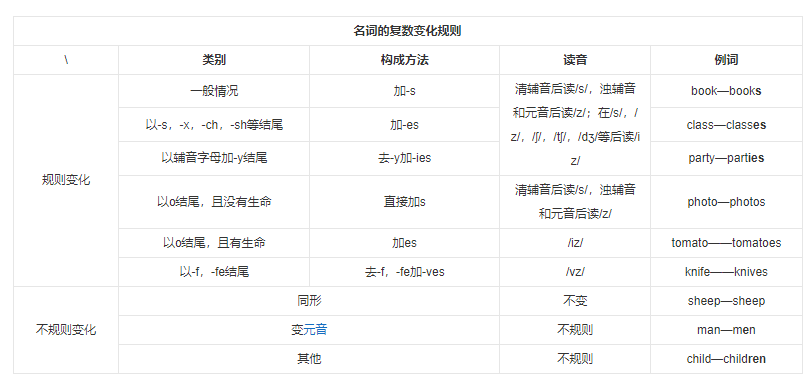 名词的复数变化规则
\ 类别 构成方法 读音 例词
规则变化
一般情况 加-s
清辅音后读/s/，浊辅音
和元音后读/z/；在/s/，/
z/，/ʃ/，/tʃ/，/dʒ/等后读/i
z/
book—books
以-s，-x，-ch，-sh等结尾 加-es class—classes
以辅音字母加-y结尾 去-y加-ies party—parties
以o结尾，且没有生命 直接加s
清辅音后读/s/，浊辅音
和元音后读/z/
photo—photos
以o结尾，且有生命 加es /iz/ tomato——tomatoes
以-f，-fe结尾 去-f，-fe加-ves /vz/ knife——knives
不规则变化
同形 不变 sheep—sheep
变元音 不规则 man—men
其他 不规则 child—children